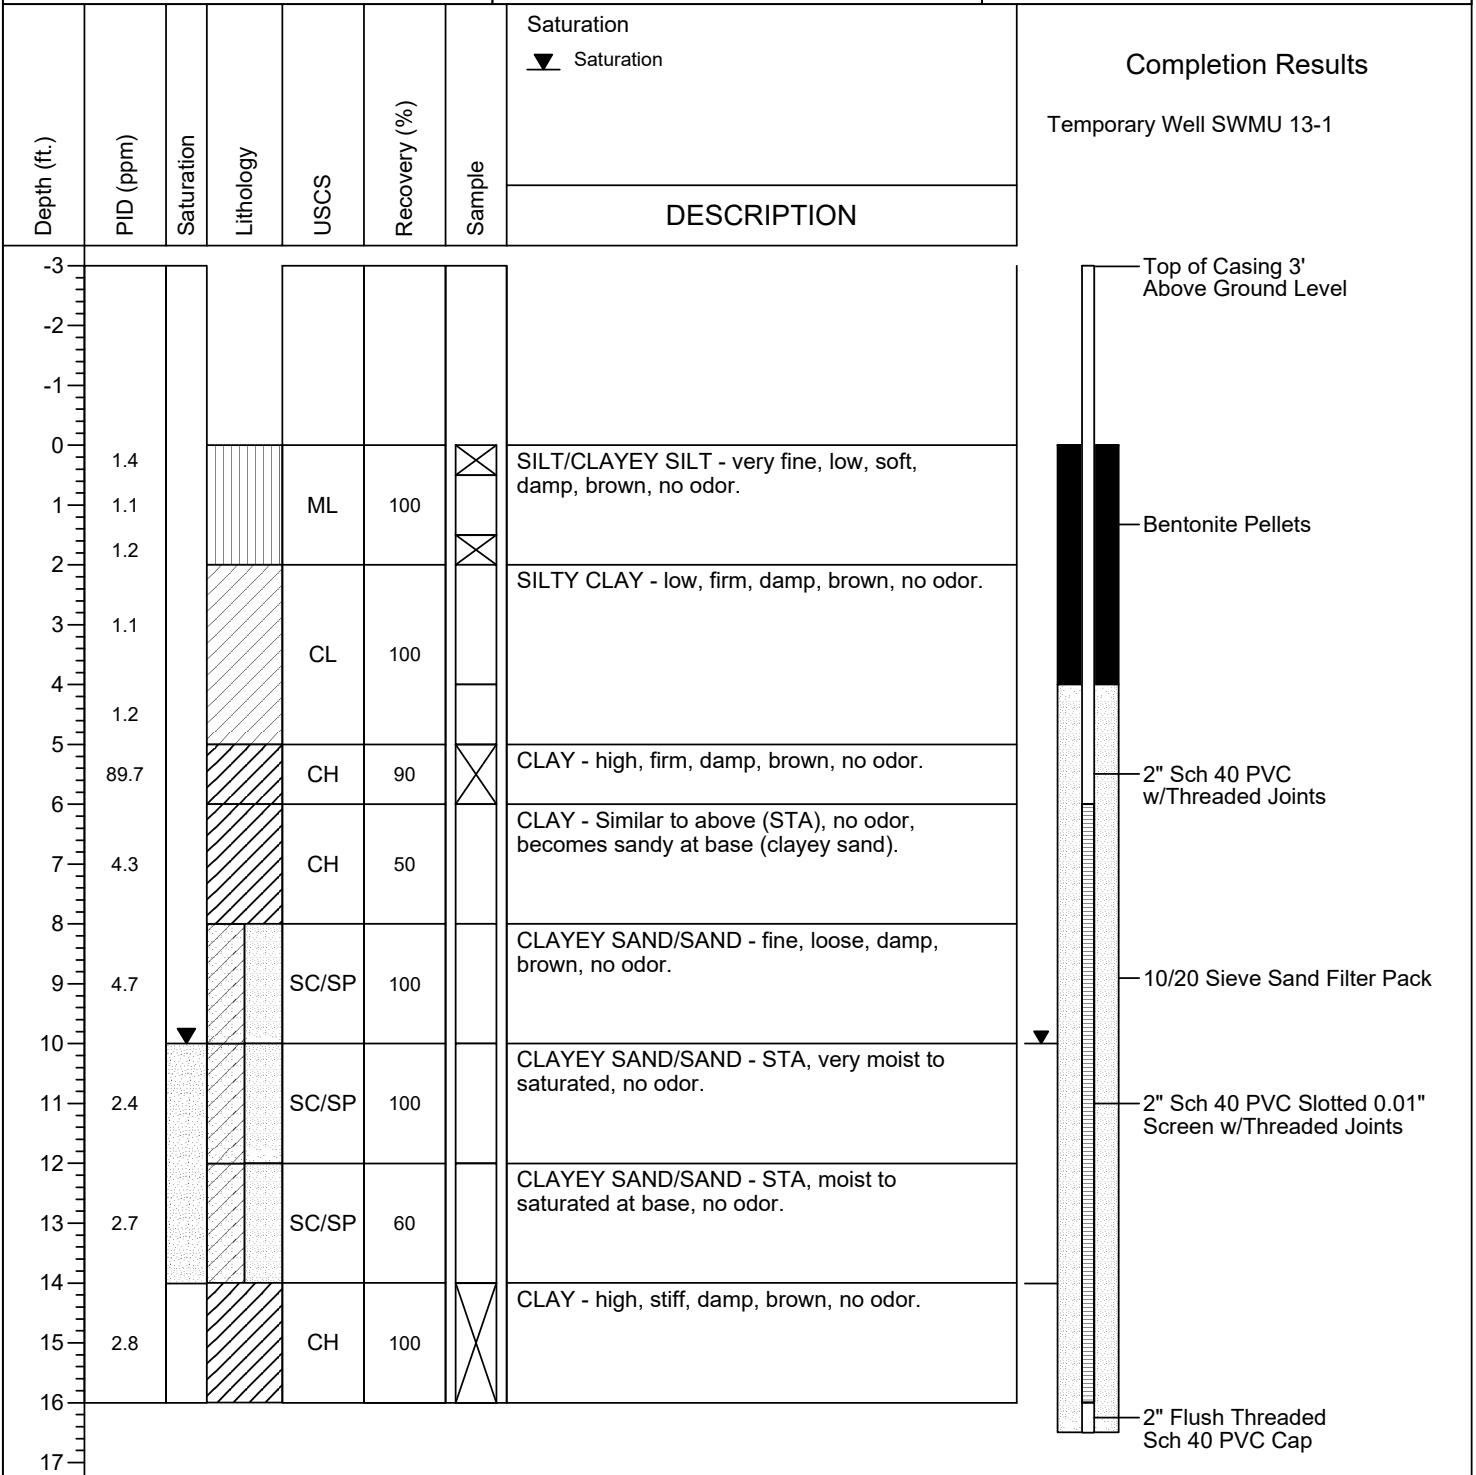 Saturation
Saturation
Completion Results
Temporary Well SWMU 13-1
Depth (ft.)
PID (ppm)
Saturation
Lithology
USCS
Recovery (%)
Sample
DESCRIPTION
-3
Top of Casing 3'
Above Ground Level
-2
-1
0
1.4
SILT/CLAYEY SILT - very fine, low, soft,
damp, brown, no odor.
1
1.1
ML
100
Bentonite Pellets
1.2
2
SILTY CLAY - low, firm, damp, brown, no odor.
3
1.1
CL
100
4
1.2
5
CLAY - high, firm, damp, brown, no odor.
89.7
CH
90
2" Sch 40 PVC
w/Threaded Joints
6
CLAY - Similar to above (STA), no odor,
becomes sandy at base (clayey sand).
7
4.3
CH
50
8
CLAYEY SAND/SAND - fine, loose, damp,
brown, no odor.
9
4.7
SC/SP
100
10/20 Sieve Sand Filter Pack
10
CLAYEY SAND/SAND - STA, very moist to
saturated, no odor.
11
2.4
SC/SP
100
2" Sch 40 PVC Slotted 0.01"
Screen w/Threaded Joints
12
CLAYEY SAND/SAND - STA, moist to
saturated at base, no odor.
13
2.7
SC/SP
60
14
CLAY - high, stiff, damp, brown, no odor.
15
2.8
CH
100
16
2" Flush Threaded
Sch 40 PVC Cap
17